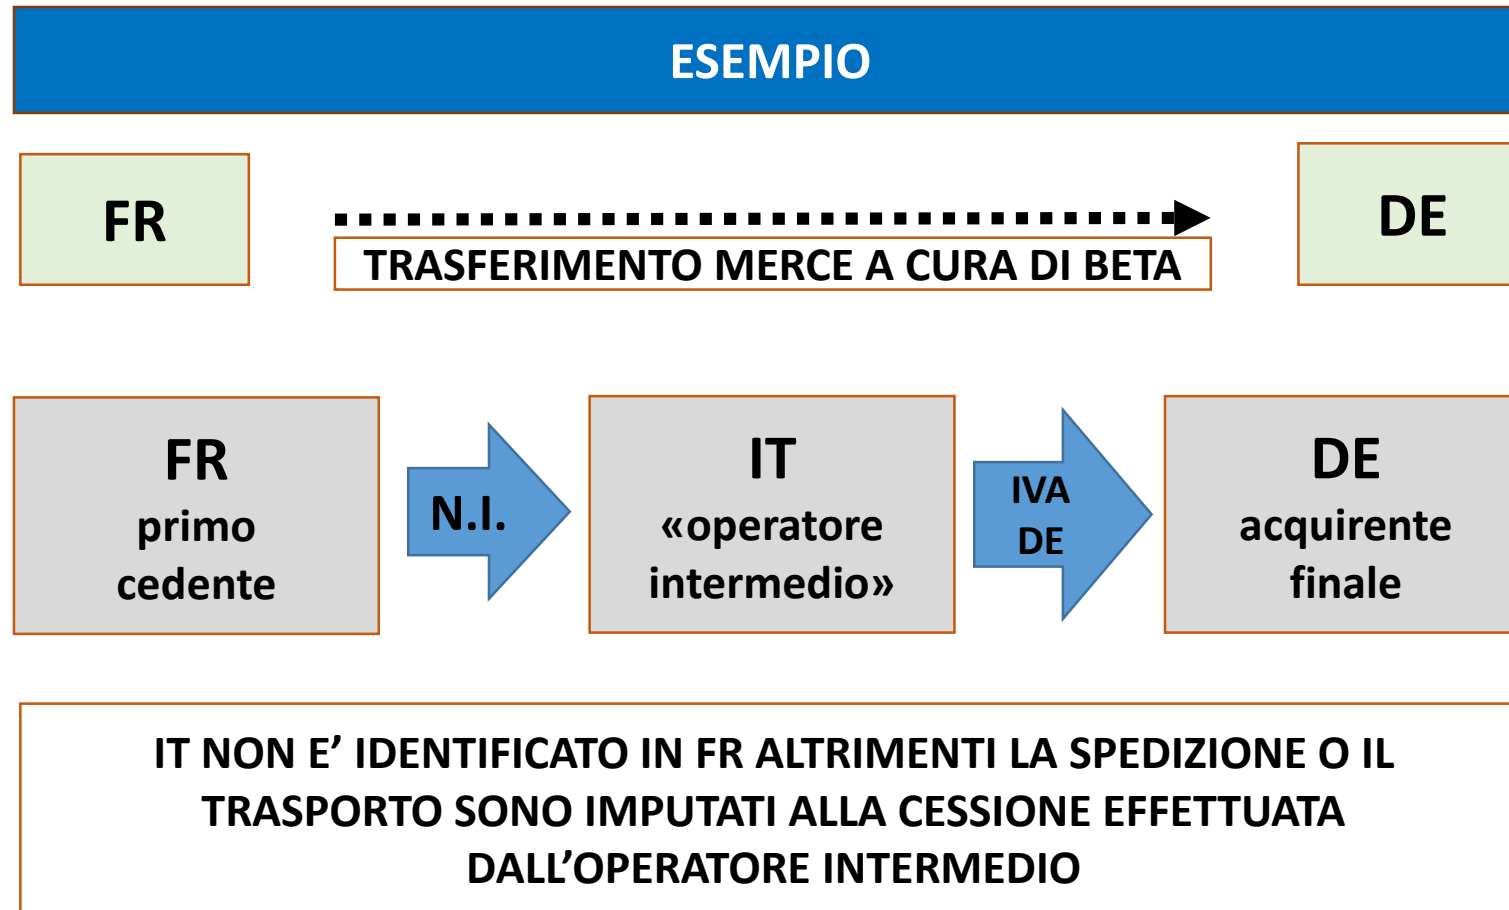 ESEMPIO
FR
DE
TRASFERIMENTO MERCE A CURA DI BETA
FR
primo
cedente
N.I.
IT
«operatore
intermedio»
IVA
DE
DE
acquirente
finale
IT NON E’ IDENTIFICATO IN FR ALTRIMENTI LA SPEDIZIONE O IL
TRASPORTO SONO IMPUTATI ALLA CESSIONE EFFETTUATA
DALL’OPERATORE INTERMEDIO